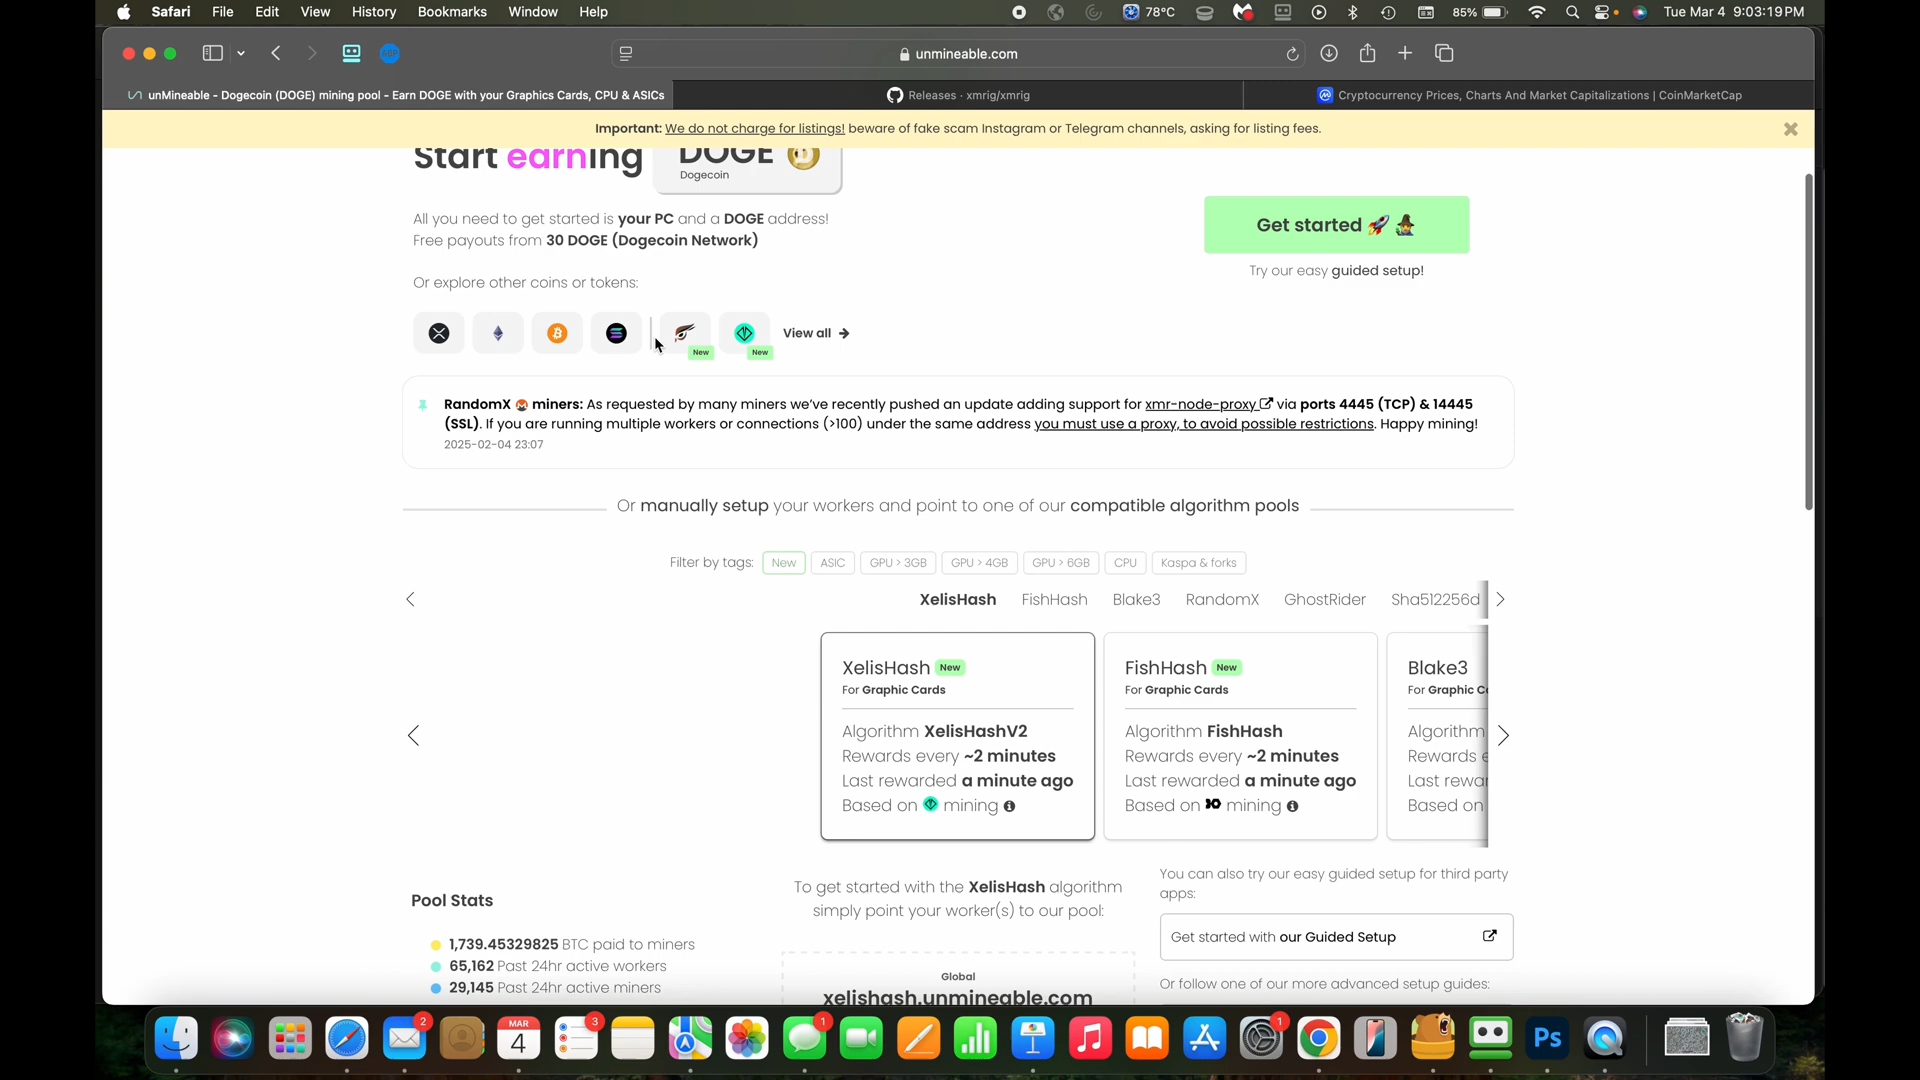 Safari File Edit View History Bookmarks Window Help 78°C 85% Tue Mar 4 9:03:19 PM
unmineable.com
unMineable - Dogecoin (DOGE) mining pool - Earn DOGE with your Graphics Cards, CPU & ASICs
Releases · xmrig/xmrig
Cryptocurrency Prices, Charts And Market Capitalizations | CoinMarketCap
Important: We do not charge for listings! beware of fake scam Instagram or Telegram channels, asking for listing fees.
Start earning DOGE
Dogecoin
All you need to get started is your PC and a DOGE address!
Free payouts from 30 DOGE (Dogecoin Network)
Get started
Try our easy guided setup!
Or explore other coins or tokens:
New
New
View all
RandomX miners: As requested by many miners we've recently pushed an update adding support for xmr-node-proxy via ports 4445 (TCP) & 14445
(SSL). If you are running multiple workers or connections (>100) under the same address you must use a proxy, to avoid possible restrictions. Happy mining!
2025-02-04 23:07
Or manually setup your workers and point to one of our compatible algorithm pools
Filter by tags: New ASIC GPU > 3GB GPU > 4GB GPU > 6GB CPU Kaspa & forks
XelisHash FishHash Blake3 RandomX GhostRider Sha512256d
XelisHash New
For Graphic Cards
Algorithm XelisHashV2
Rewards every ~2 minutes
Last rewarded a minute ago
Based on mining
FishHash New
For Graphic Cards
Algorithm FishHash
Rewards every ~2 minutes
Last rewarded a minute ago
Based on mining
Blake3
For Graphic
Algorithm
Rewards
Last
Based on
Pool Stats
1,739.45329825 BTC paid to miners
65,162 Past 24hr active workers
29,145 Past 24hr active miners
To get started with the XelisHash algorithm
simply point your worker(s) to our pool:
Global
xelishash.unmineable.com
You can also try our easy guided setup for third party
apps:
Get started with our Guided Setup
Or follow one of our more advanced setup guides:
2
MAR
4
3
1
1
Ps